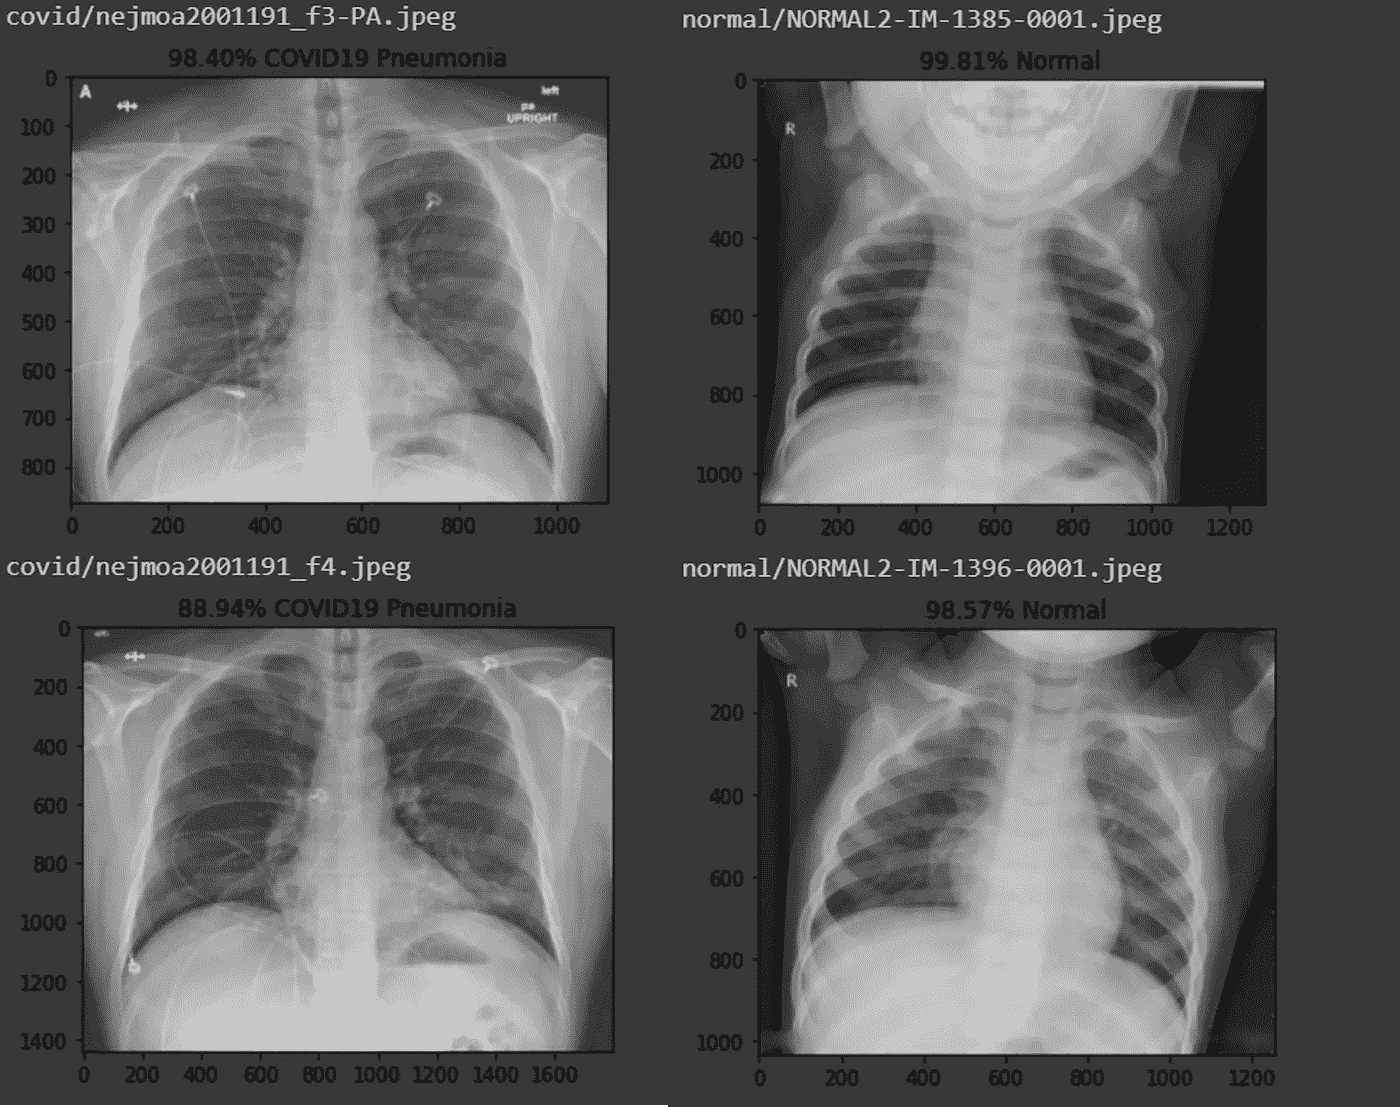 covid/nejmoa2001191_f3-PA.jpeg
98.40% COVID19 Pneumonia
A
left
pa
UPRIGHT
0
100
200
300
400
500
600
700
800
0 200 400 600 800 1000
normal/NORMAL2-IM-1385-0001.jpeg
99.81% Normal
R
0
200
400
600
800
1000
0 200 400 600 800 1000 1200
covid/nejmoa2001191_f4.jpeg
88.94% COVID19 Pneumonia
0
200
400
600
800
1000
1200
1400
0 200 400 600 800 1000 1200 1400 1600
normal/NORMAL2-IM-1396-0001.jpeg
98.57% Normal
R
0
200
400
600
800
1000
0 200 400 600 800 1000 1200